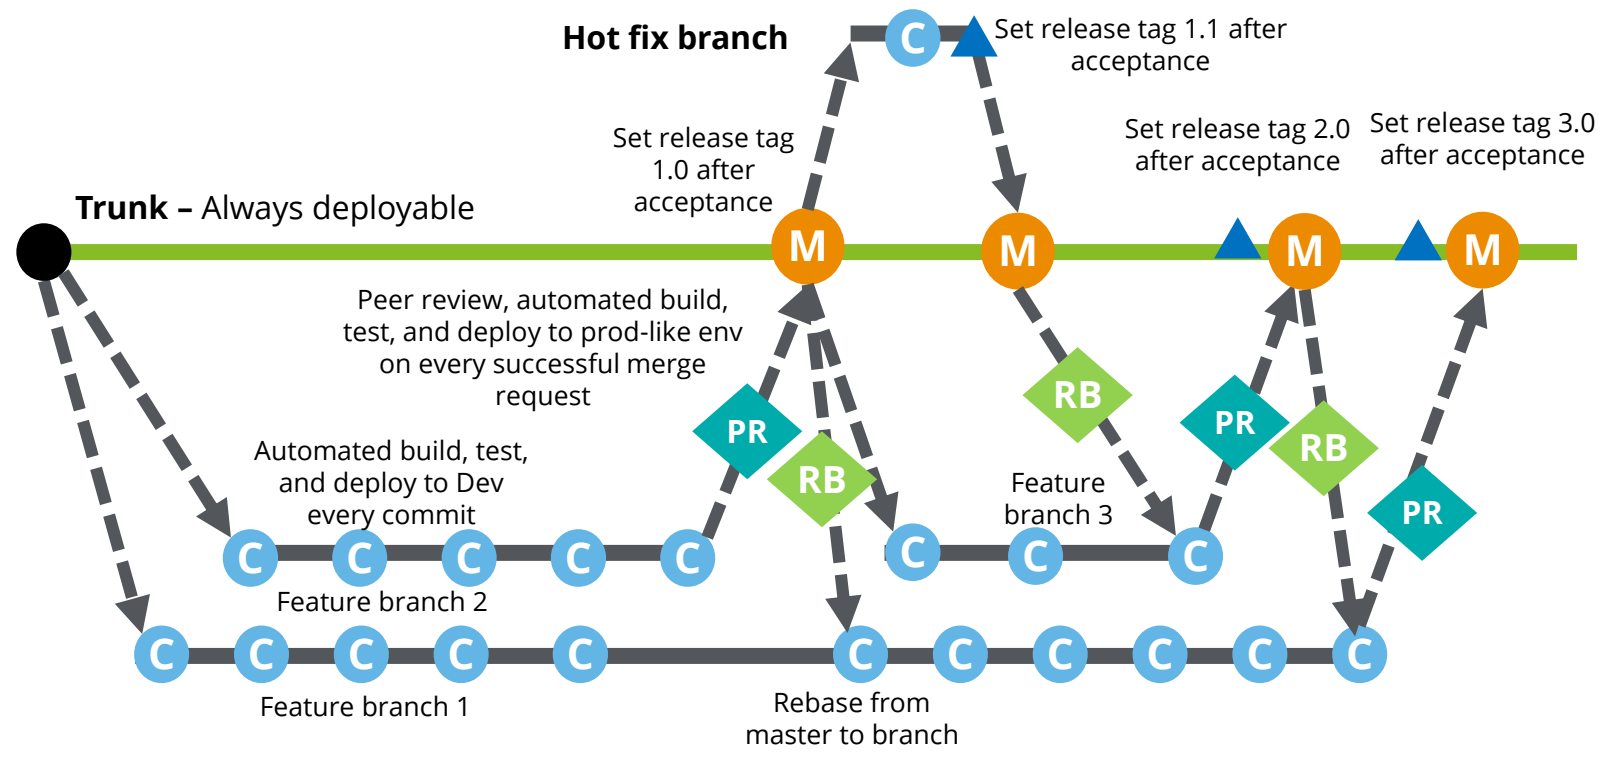 Hot fix branch
C
Set release tag 1.1 after
acceptance
Set release tag
1.0 after
acceptance
Set release tag 2.0
after acceptance
Set release tag 3.0
after acceptance
Trunk – Always deployable
M
M
M
M
Peer review, automated build,
test, and deploy to prod-like env
on every successful merge
request
PR
RB
RB
PR
RB
PR
Automated build, test,
and deploy to Dev
every commit
Feature
branch 3
C
C
C
C
C
C
C
C
Feature branch 2
C
C
C
C
C
C
C
C
C
C
C
Feature branch 1
Rebase from
master to branch